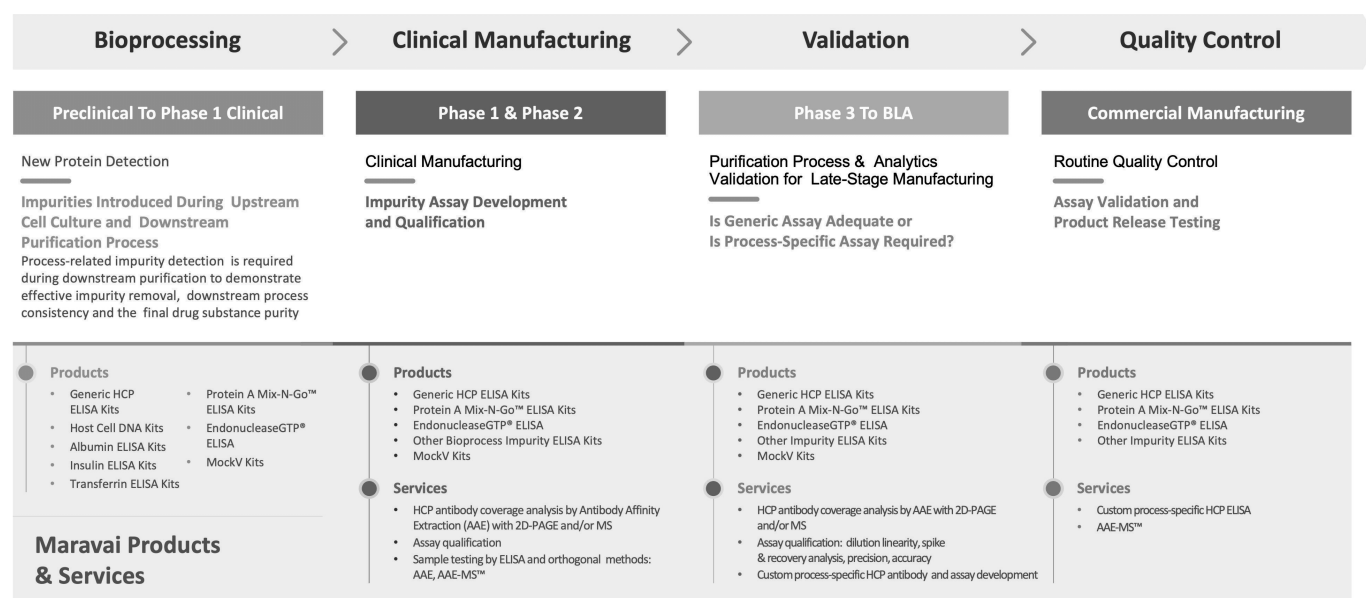 Bioprocessing
Clinical Manufacturing
Validation
Quality Control
Preclinical To Phase 1 Clinical
New Protein Detection
Impurities Introduced During Upstream
Cell Culture and Downstream
Purification Process
Process-related impurity detection is required
during downstream purification to demonstrate
effective impurity removal, downstream process
consistency and the final drug substance purity
Phase 1 & Phase 2
Clinical Manufacturing
Impurity Assay Development
and Qualification
Phase 3 To BLA
Purification Process & Analytics
Validation for Late-Stage Manufacturing
Is Generic Assay Adequate or
Is Process-Specific Assay Required?
Commercial Manufacturing
Routine Quality Control
Assay Validation and
Product Release Testing
Products
• Generic HCP
ELISA Kits
• Host Cell DNA Kits
• Albumin ELISA Kits
• Insulin ELISA Kits
• Transferrin ELISA Kits
• Protein A Mix-N-Go™
ELISA Kits
• EndonucleaseGTP®
ELISA
• MockV Kits
Maravai Products
& Services
Products
• Generic HCP ELISA Kits
• Protein A Mix-N-Go™ ELISA Kits
• EndonucleaseGTP® ELISA
• Other Bioprocess Impurity ELISA Kits
• MockV Kits
Services
• HCP antibody coverage analysis by Antibody Affinity
Extraction (AAE) with 2D-PAGE and/or MS
• Assay qualification
• Sample testing by ELISA and orthogonal methods:
AAE, AAE-MS™
Products
• Generic HCP ELISA Kits
• Protein A Mix-N-Go™ ELISA Kits
• EndonucleaseGTP® ELISA
• Other Impurity ELISA Kits
• MockV Kits
Services
• HCP antibody coverage analysis by AAE with 2D-PAGE
and/or MS
• Assay qualification: dilution linearity, spike
& recovery analysis, precision, accuracy
• Custom process-specific HCP antibody and assay development
Products
• Generic HCP ELISA Kits
• Protein A Mix-N-Go™ ELISA Kits
• EndonucleaseGTP® ELISA
• Other Impurity ELISA Kits
Services
• Custom process-specific HCP ELISA
• AAE-MS™